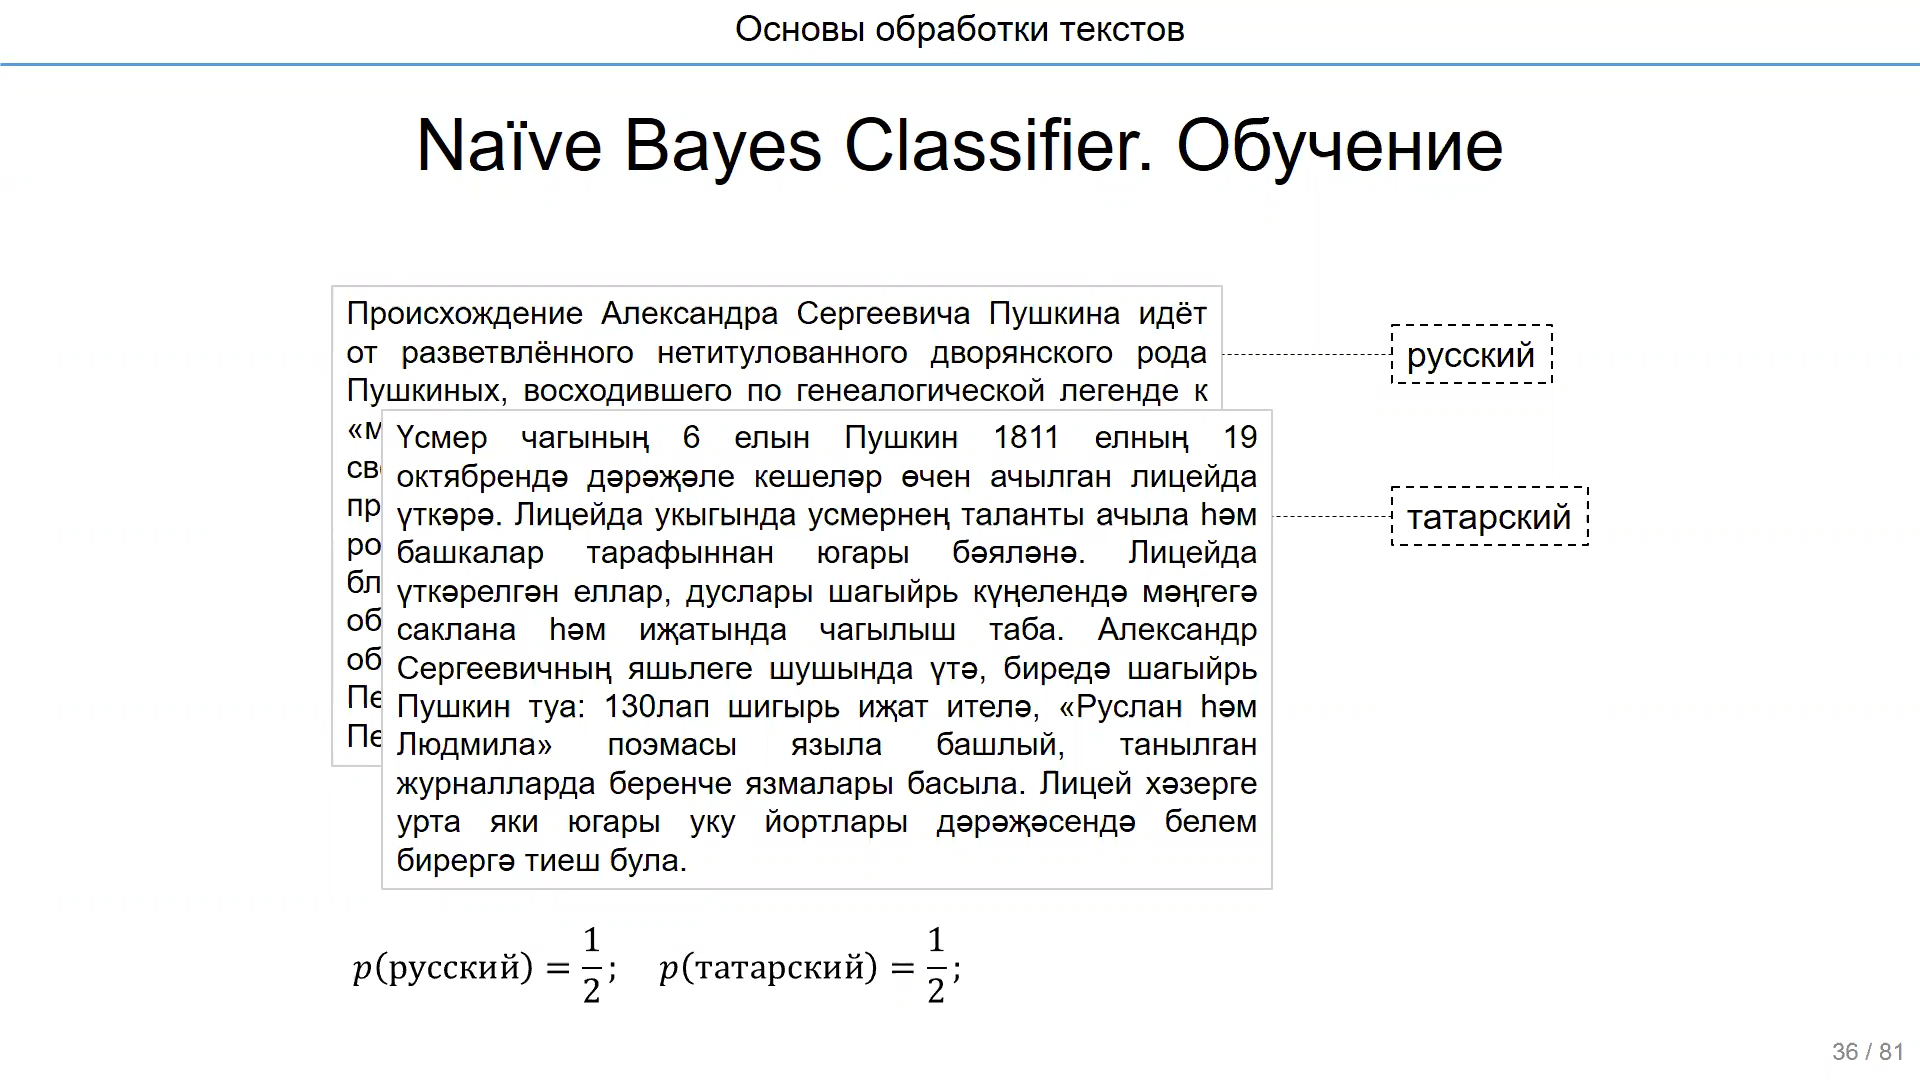 Основы обработки текстов
Naïve Bayes Classifier. Обучение
Происхождение Александра Сергеевича Пушкина идёт
от разветвлённого нетитулованного дворянского рода
Пушкиных, восходившего по генеалогической легенде к
русский
Үсмер чагының 6 елын Пушкин 1811 елның 19
октябрендә дәрәҗәле кешеләр өчен ачылган лицейда
үткәрә. Лицейда укыгында усмернең таланты ачыла һәм
башкалар тарафыннан югары бәяләнә. Лицейда
үткәрелгән еллар, дуслары шагыйрь күңелендә мәңгегә
саклана һәм иҗатында чагылыш таба. Александр
Сергеевичның яшьлеге шушында үтә, биредә шагыйрь
Пушкин туа: 130лап шигырь иҗат ителә, «Руслан һәм
Людмила» поэмасы языла башлый, танылган
журналларда беренче язмалары басыла. Лицей хәзерге
урта яки югары уку йортлары дәрәҗәсендә белем
бирергә тиеш була.
татарский
p(русский) = 1/2; p(татарский) = 1/2;
36 / 81